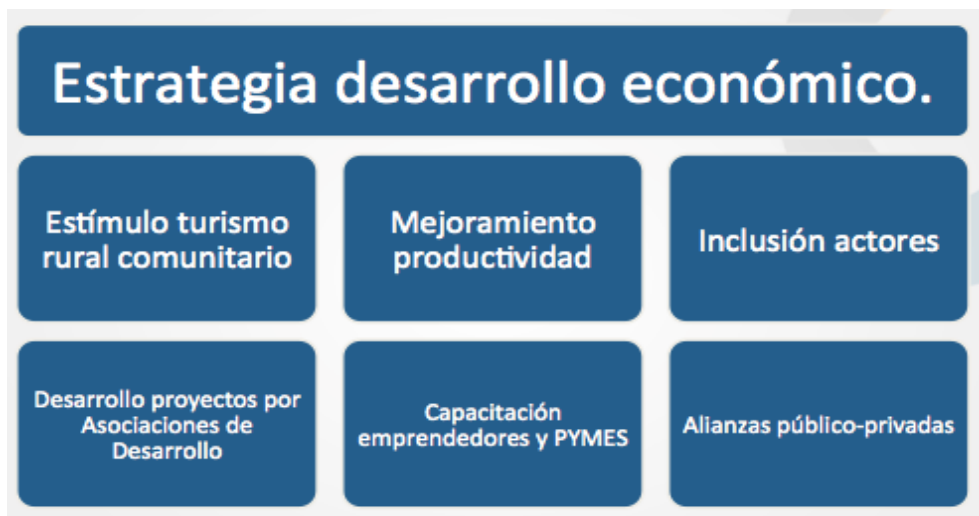 Estrategia desarrollo económico.
Estímulo turismo
rural comunitario
Mejoramiento
productividad
Inclusión actores
Desarrollo proyectos por
Asociaciones de
Desarrollo
Capacitación
emprendedores y PYMES
Alianzas público-privadas